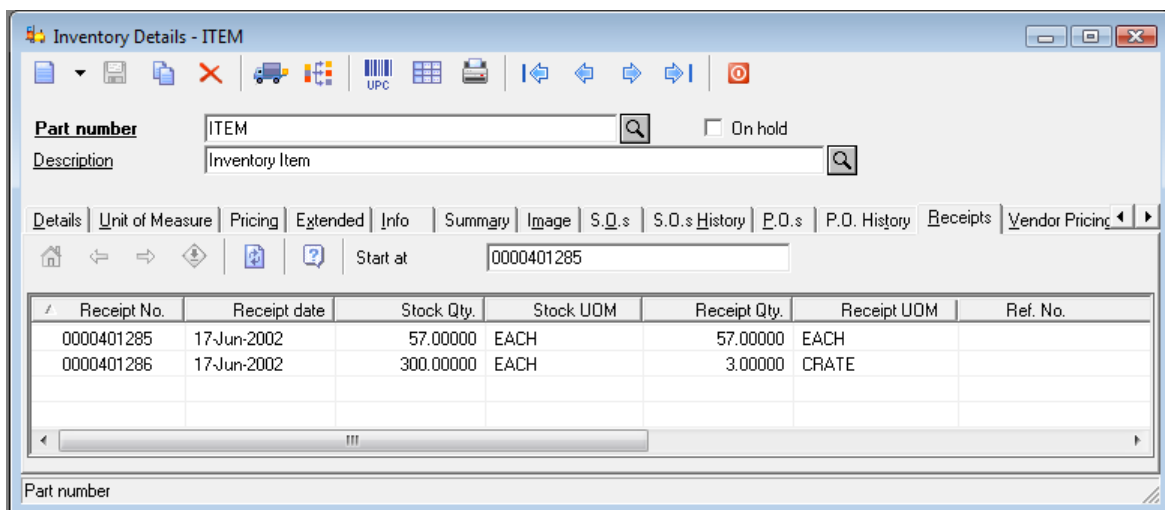 Inventory Details - ITEM
UPC
Part number ITEM On hold
Description Inventory Item
Details Unit of Measure Pricing Extended Info Summary Image S.O.s S.O.s History P.O.s P.O. History Receipts Vendor Pricing
Start at 0000401285
Receipt No. Receipt date Stock Qty. Stock UOM Receipt Qty. Receipt UOM Ref. No.
0000401285 17-Jun-2002 57.00000 EACH 57.00000 EACH
0000401286 17-Jun-2002 300.00000 EACH 3.00000 CRATE
Part number